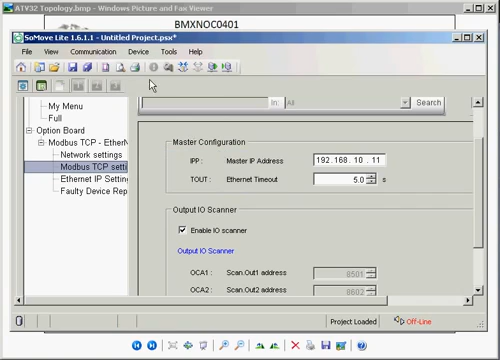 ATV32 Topology.bmp - Windows Picture and Fax Viewer
BMXNOC0401
SoMove Lite 1.6.1.1 - Untitled Project.psx*
File View Communication Device Tools Help
In: All Search
My Menu
Full
Option Board
Modbus TCP - EtherN
Network settings
Modbus TCP setti
Ethernet IP Setting
Faulty Device Rep
Master Configuration
IPP : Master IP Address 192.168. 10 . 11
TOUT : Ethernet Timeout 5.0 s
Output IO Scanner
Enable IO scanner
Output IO Scanner
OCA1 : Scan.Out1 address 8501
OCA2 : Scan.Out2 address 8602
Project Loaded Off-Line